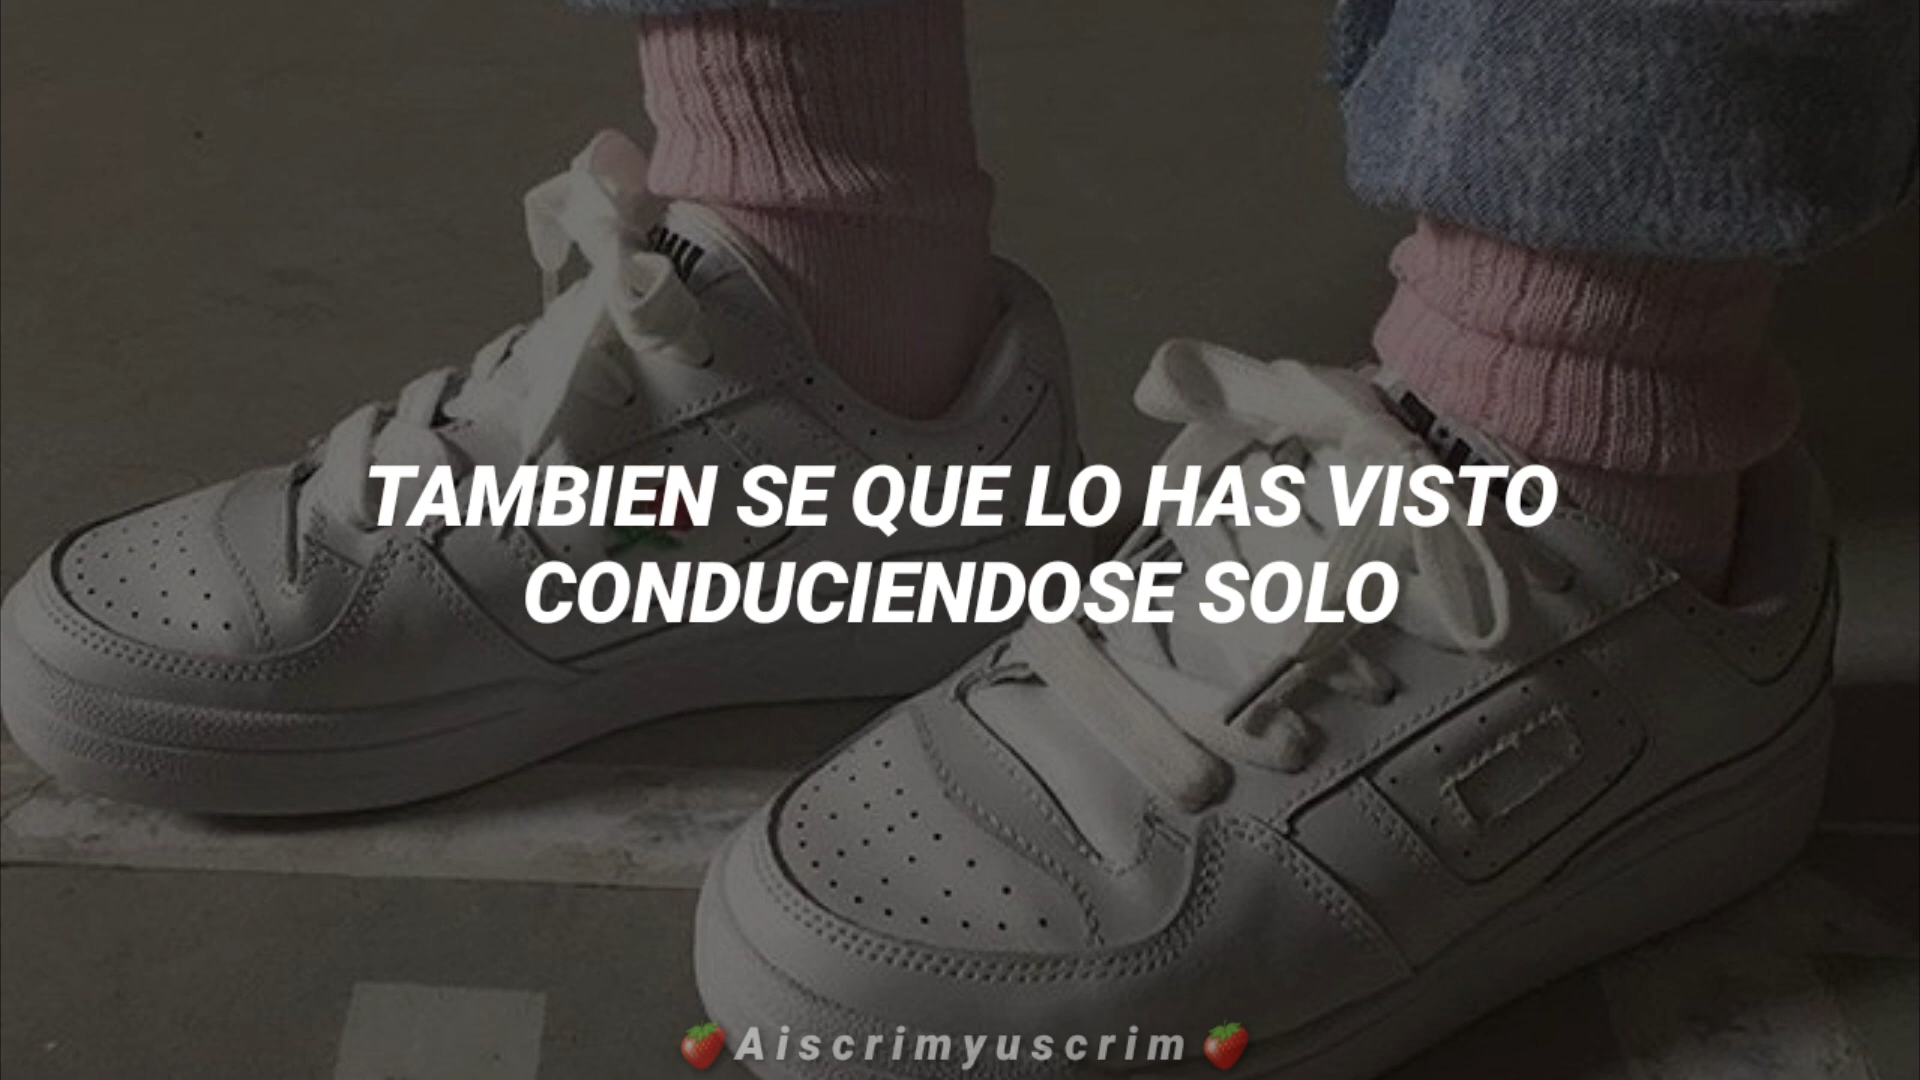 TAMBIEN SE QUE LO HAS VISTO
CONDUCIENDOSE SOLO
🍓Aiscrimyuscrim🍓